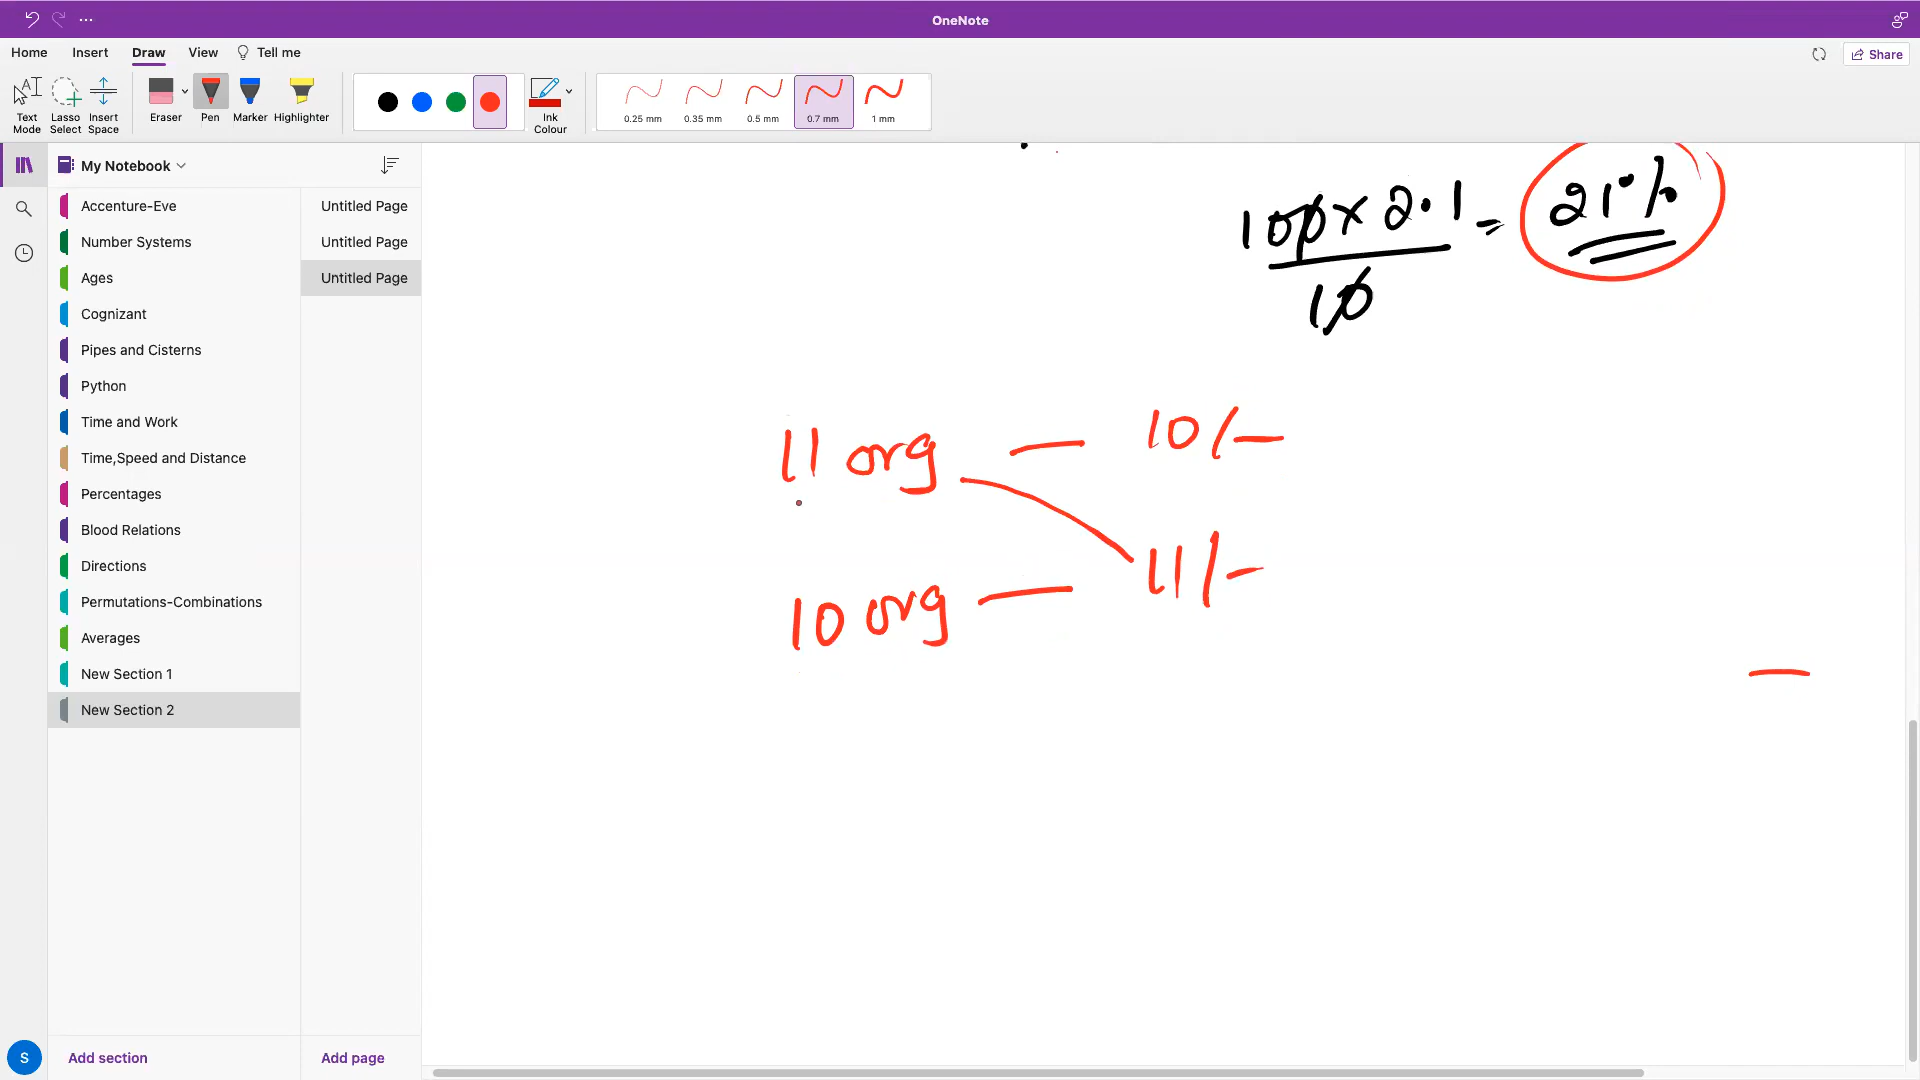 OneNote
Home Insert Draw View Tell me
Share
Text Mode
Lasso Select
Insert Space
Eraser
Pen
Marker
Highlighter
Ink Colour
0.25 mm
0.35 mm
0.5 mm
0.7 mm
1 mm
My Notebook
Accenture-Eve
Number Systems
Ages
Cognizant
Pipes and Cisterns
Python
Time and Work
Time,Speed and Distance
Percentages
Blood Relations
Directions
Permutations-Combinations
Averages
New Section 1
New Section 2
Untitled Page
Untitled Page
Untitled Page
100 x 2.1 = 21%
10
11 org — 10/-
11/-
10 org —
S
Add section
Add page